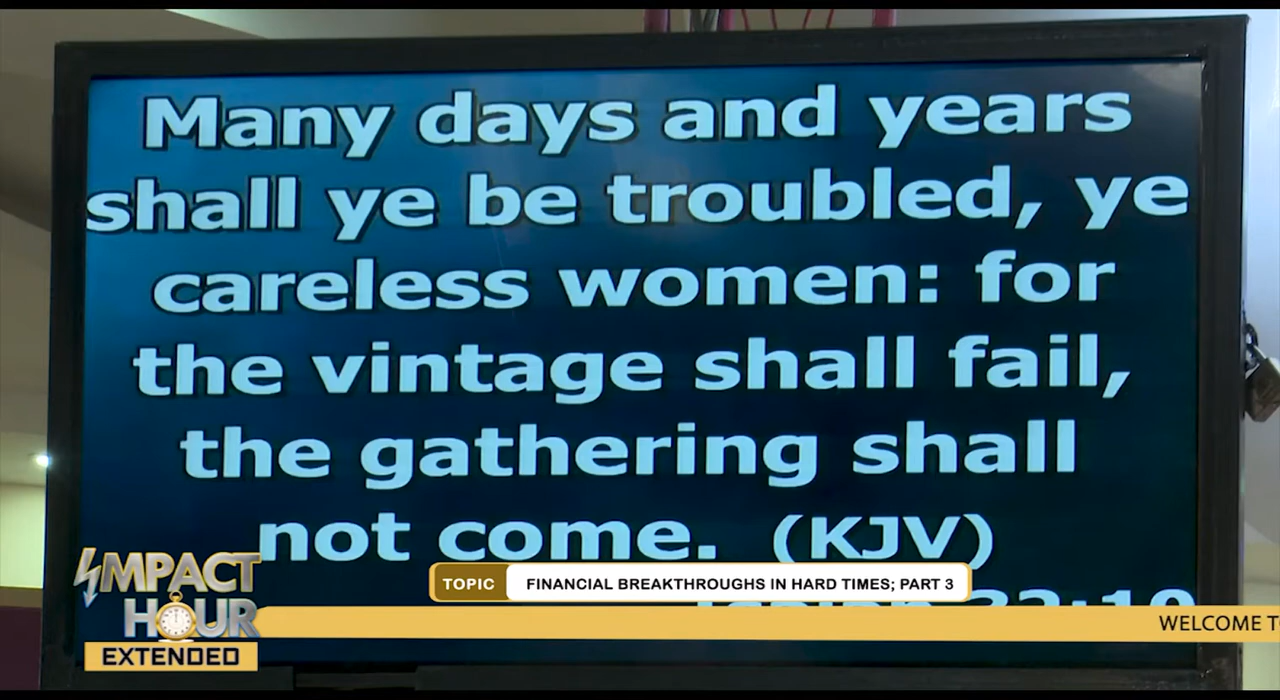 Many days and years
shall ye be troubled, ye
careless women: for
the vintage shall fail,
the gathering shall
not come. (KJV)
TOPIC FINANCIAL BREAKTHROUGHS IN HARD TIMES; PART 3
IMPACT
HOUR
EXTENDED
WELCOME